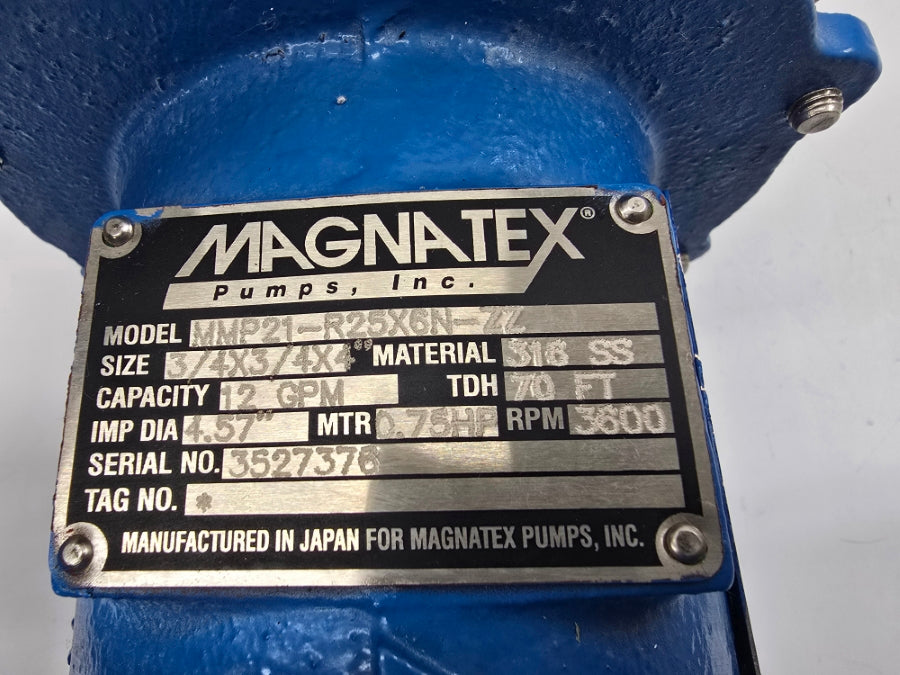 MAGNATEX®
Pumps, Inc.
MODEL MMP21-R25X6N-ZZ
SIZE 3/4X3/4X4" MATERIAL 316 SS
CAPACITY 12 GPM TDH 70 FT
IMP DIA 4.57" MTR 0.75HP RPM 3600
SERIAL NO. 3527376
TAG NO. *
MANUFACTURED IN JAPAN FOR MAGNATEX PUMPS, INC.